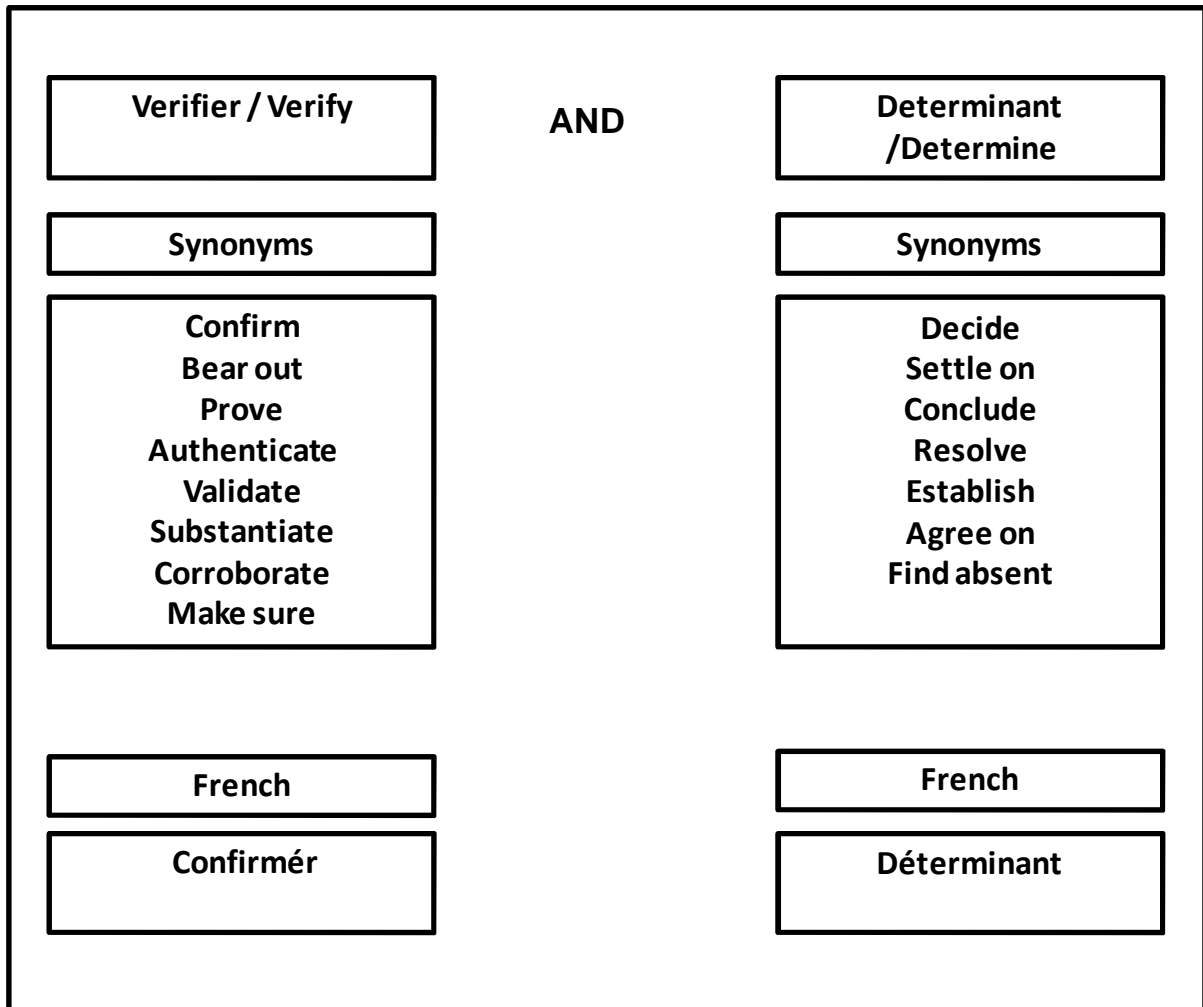 Verifier / Verify
AND
Determinant
/Determine
Synonyms
Synonyms
Confirm
Bear out
Prove
Authenticate
Validate
Substantiate
Corroborate
Make sure
Decide
Settle on
Conclude
Resolve
Establish
Agree on
Find absent
French
French
Confirmér
Déterminant